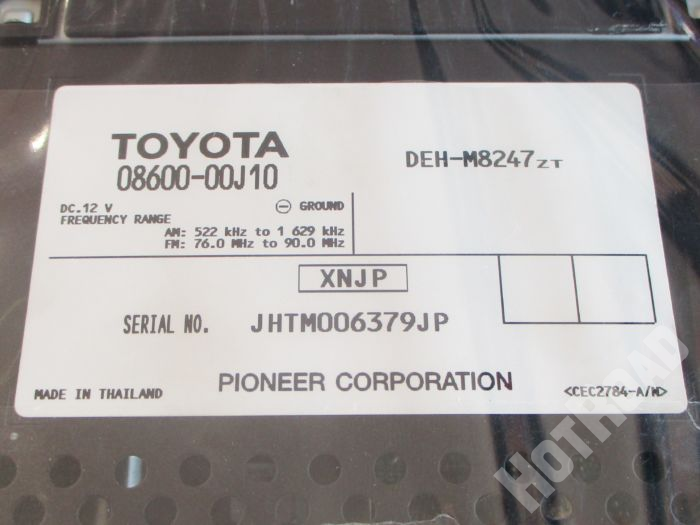 TOYOTA
08600-00J10
DEH-M8247ZT
DC.12 V
⊖ GROUND
FREQUENCY RANGE
AM: 522 kHz to 1 629 kHz
FM: 76.0 MHz to 90.0 MHz
XNJP
SERIAL NO. JHTM006379JP
MADE IN THAILAND
PIONEER CORPORATION
<CEC2784-A/N>
HOTROAD